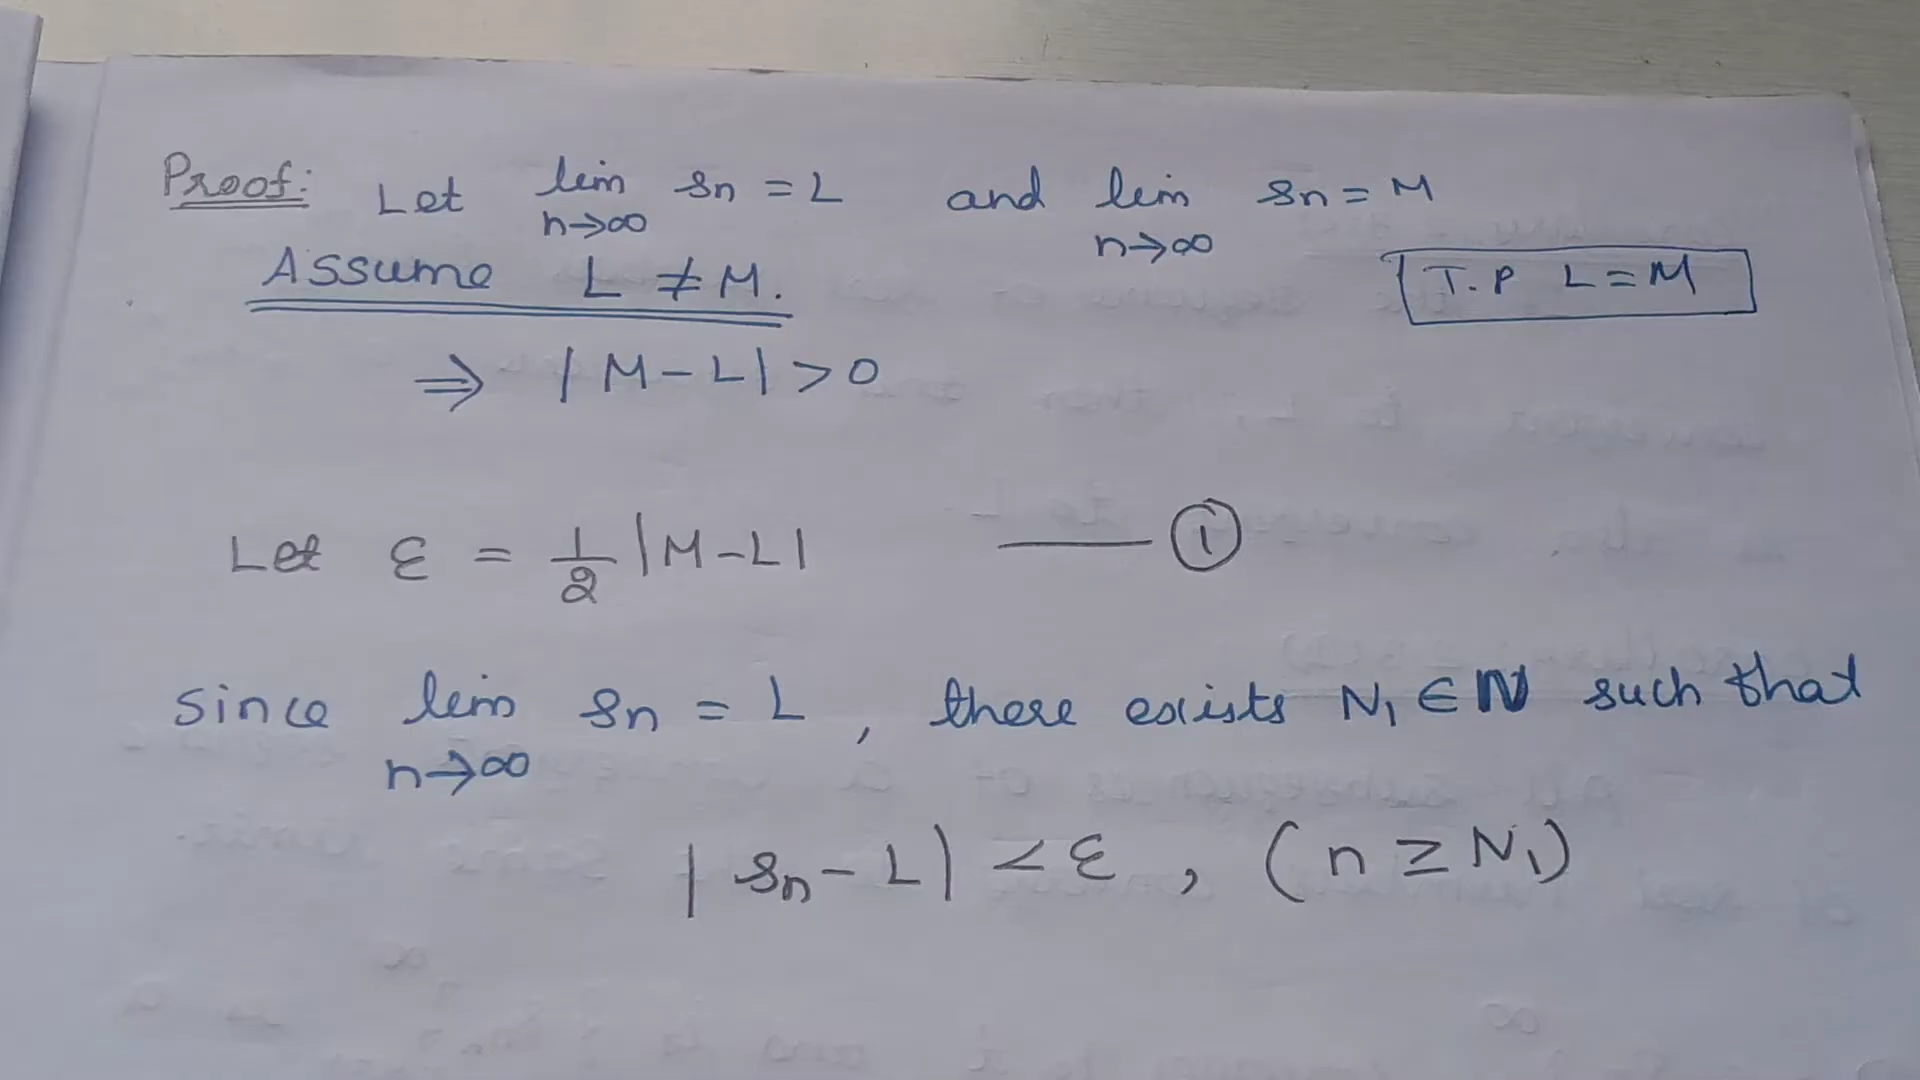 Proof: Let lim sn = L and lim sn = M
n→∞ n→∞
Assume L ≠ M. T.P L = M
⇒ |M-L| > 0
Let ε = 1/2 |M-L| —— ①
since lim sn = L, there exists N₁ ∈ ℕ such that
n→∞
|sn - L| < ε, (n ≥ N₁)